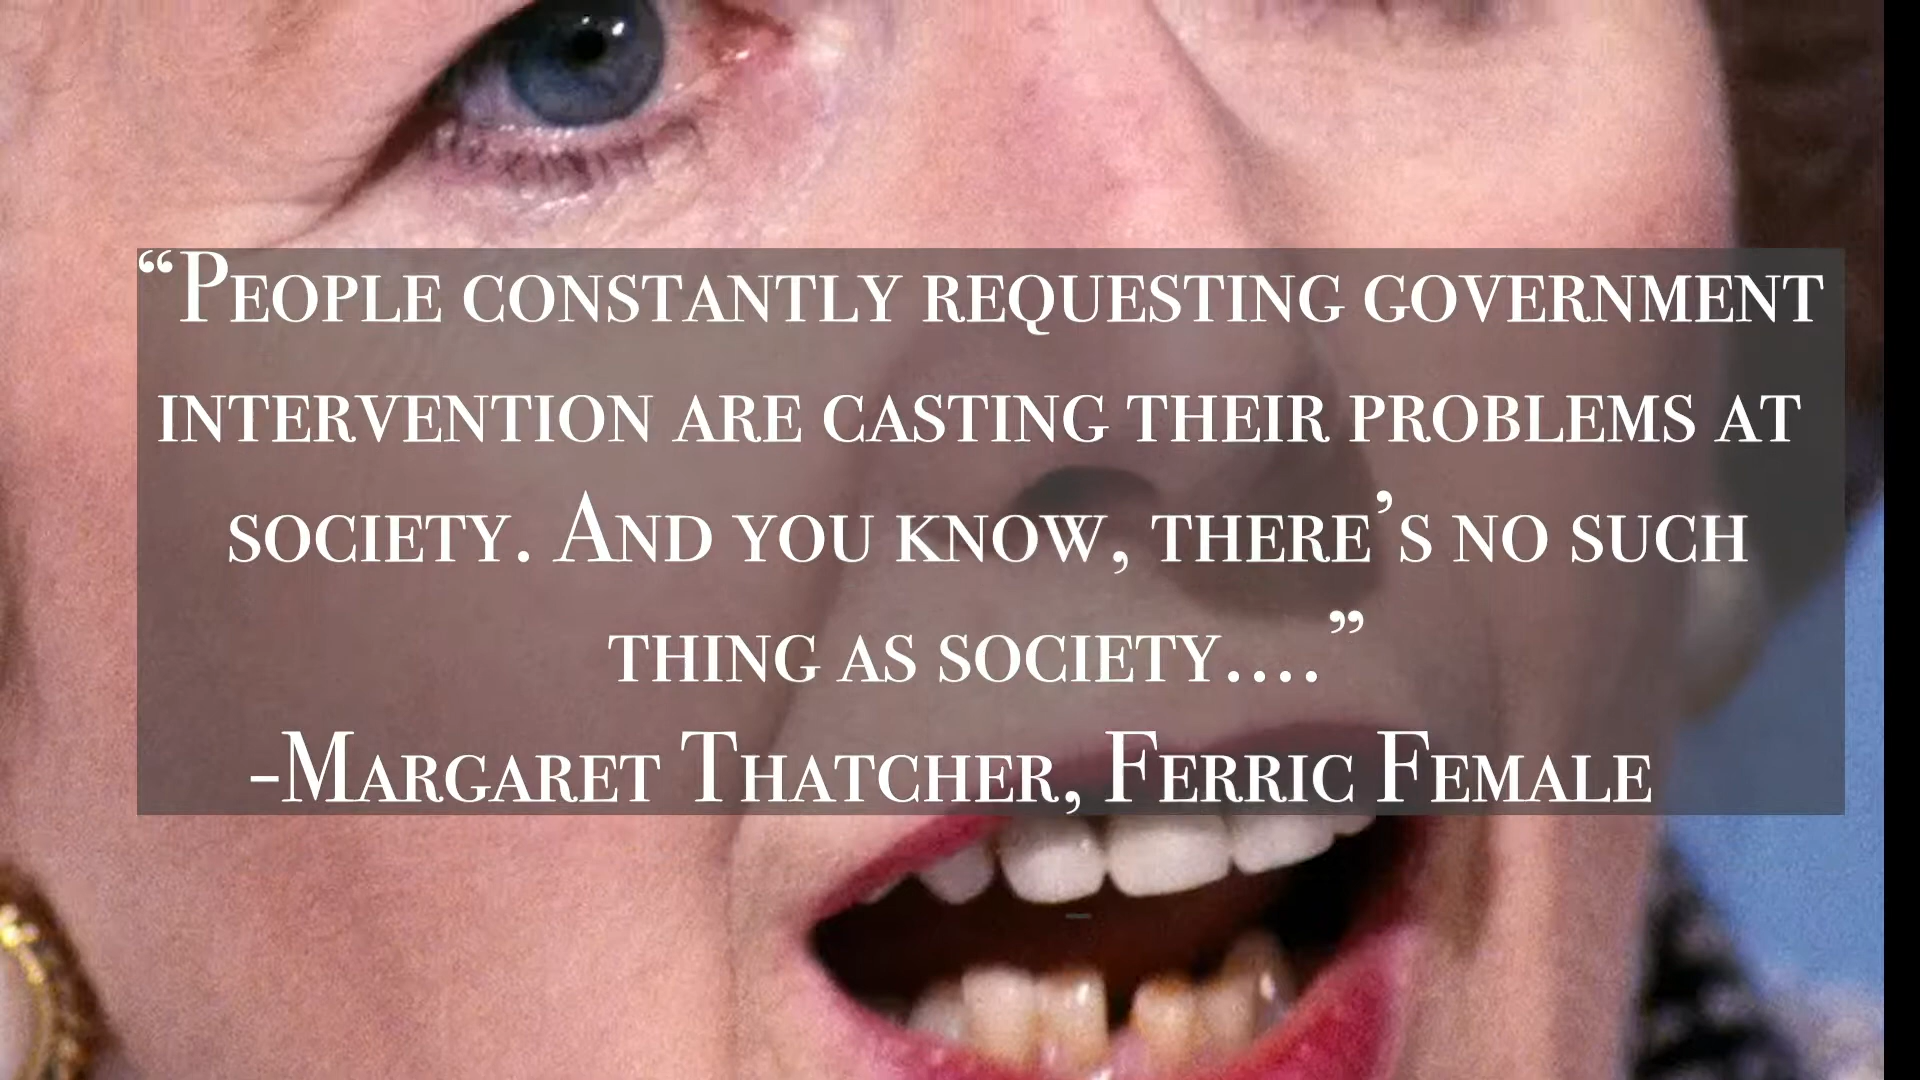 “People constantly requesting government
intervention are casting their problems at
society. And you know, there’s no such
thing as society....”
-Margaret Thatcher, Ferric Female